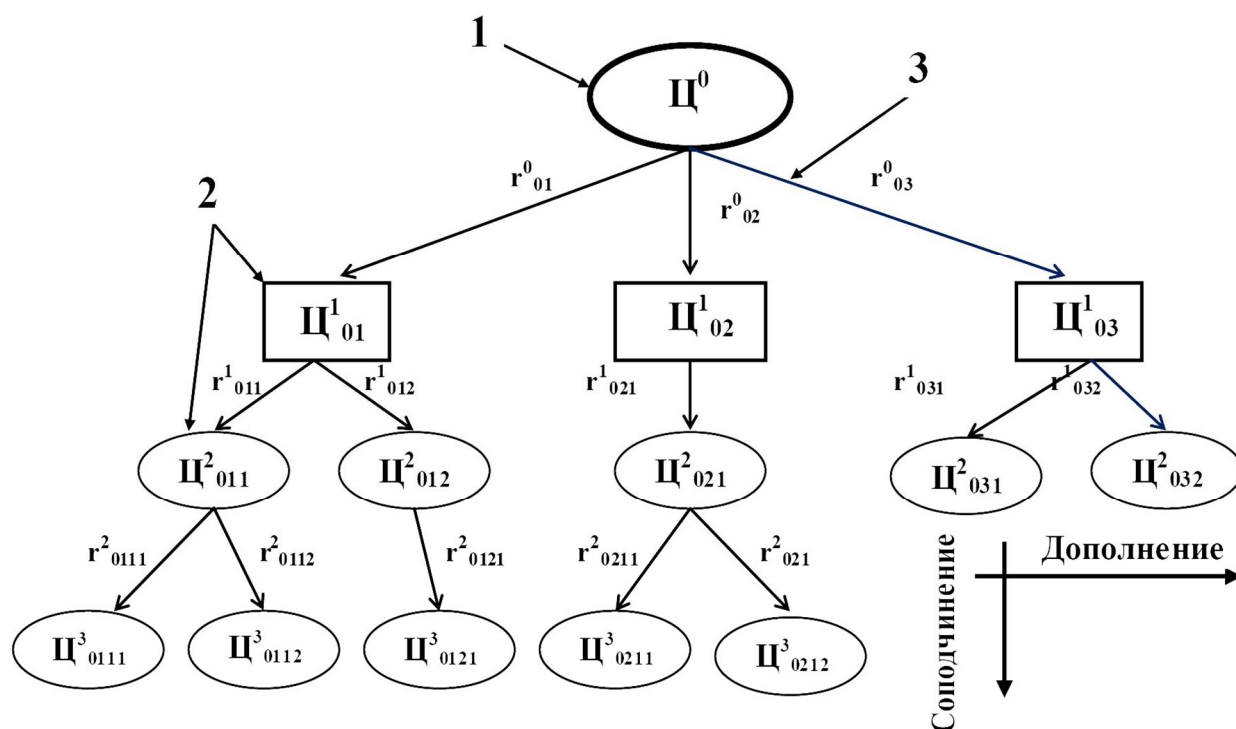 1
Ц⁰
3
r⁰₀₁
r⁰₀₂
r⁰₀₃
2
Ц¹₀₁
Ц¹₀₂
Ц¹₀₃
r¹₀₁₁
r¹₀₁₂
r¹₀₂₁
r¹₀₃₁
r¹₀₃₂
Ц²₀₁₁
Ц²₀₁₂
Ц²₀₂₁
Ц²₀₃₁
Ц²₀₃₂
r²₀₁₁₁
r²₀₁₁₂
r²₀₁₂₁
r²₀₂₁₁
r²₀₂₁
Ц³₀₁₁₁
Ц³₀₁₁₂
Ц³₀₁₂₁
Ц³₀₂₁₁
Ц³₀₂₁₂
Соподчинение
Дополнение